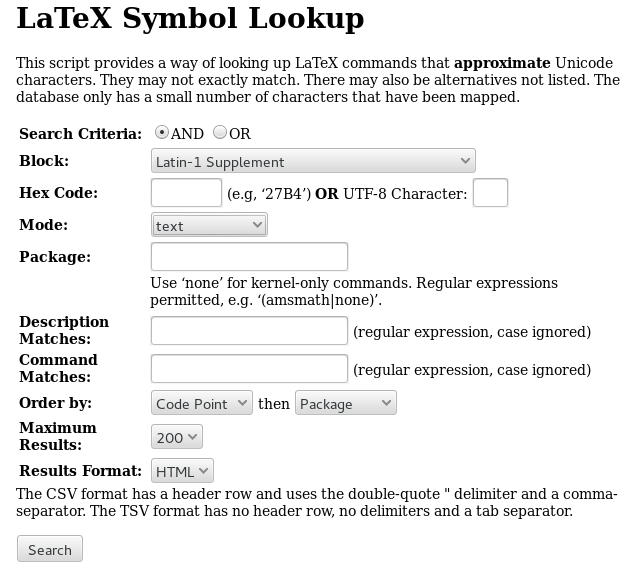 LaTeX Symbol Lookup
This script provides a way of looking up LaTeX commands that approximate Unicode
characters. They may not exactly match. There may also be alternatives not listed. The
database only has a small number of characters that have been mapped.
Search Criteria: AND OR
Block: Latin-1 Supplement
Hex Code: (e.g, ‘27B4’) OR UTF-8 Character:
Mode: text
Package:
Use ‘none’ for kernel-only commands. Regular expressions
permitted, e.g. ‘(amsmath|none)’.
Description
Matches: (regular expression, case ignored)
Command
Matches: (regular expression, case ignored)
Order by: Code Point then Package
Maximum
Results: 200
Results Format: HTML
The CSV format has a header row and uses the double-quote " delimiter and a comma-
separator. The TSV format has no header row, no delimiters and a tab separator.
Search